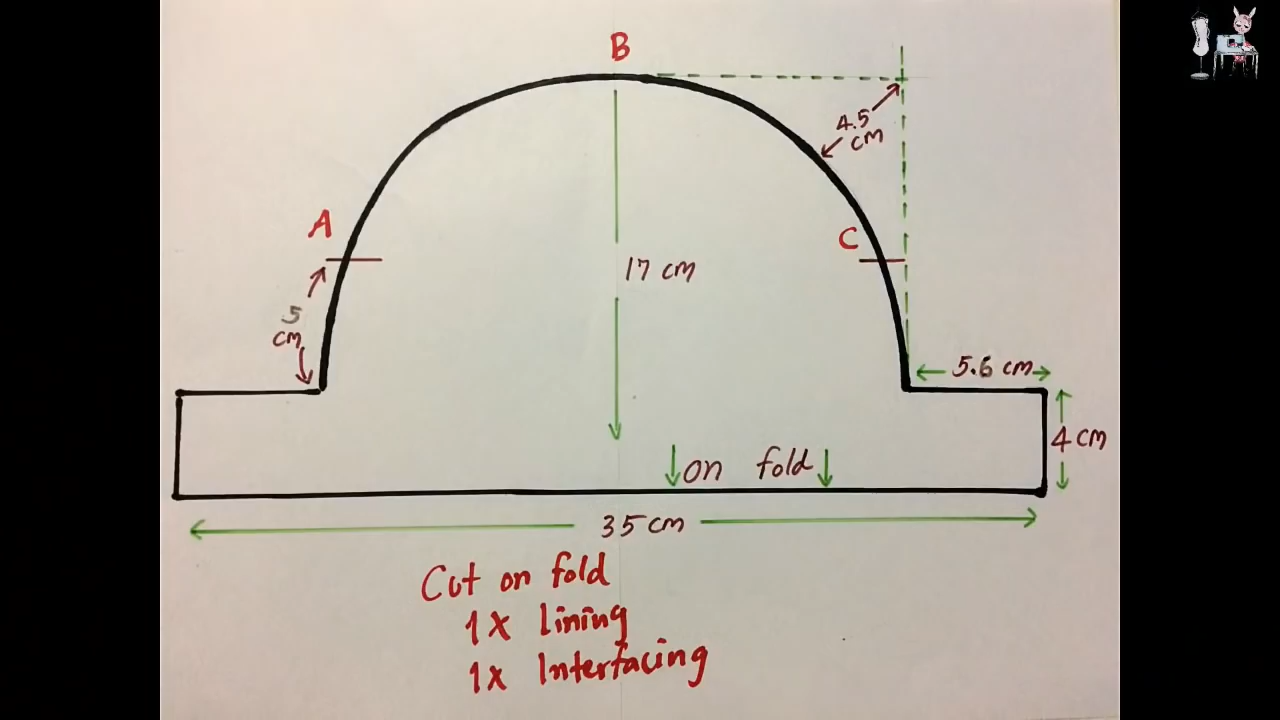 B
4.5
cm
A
C
17 cm
5
cm
5.6 cm
4 cm
on fold
35 cm
Cut on fold
1X lining
1x Interfacing